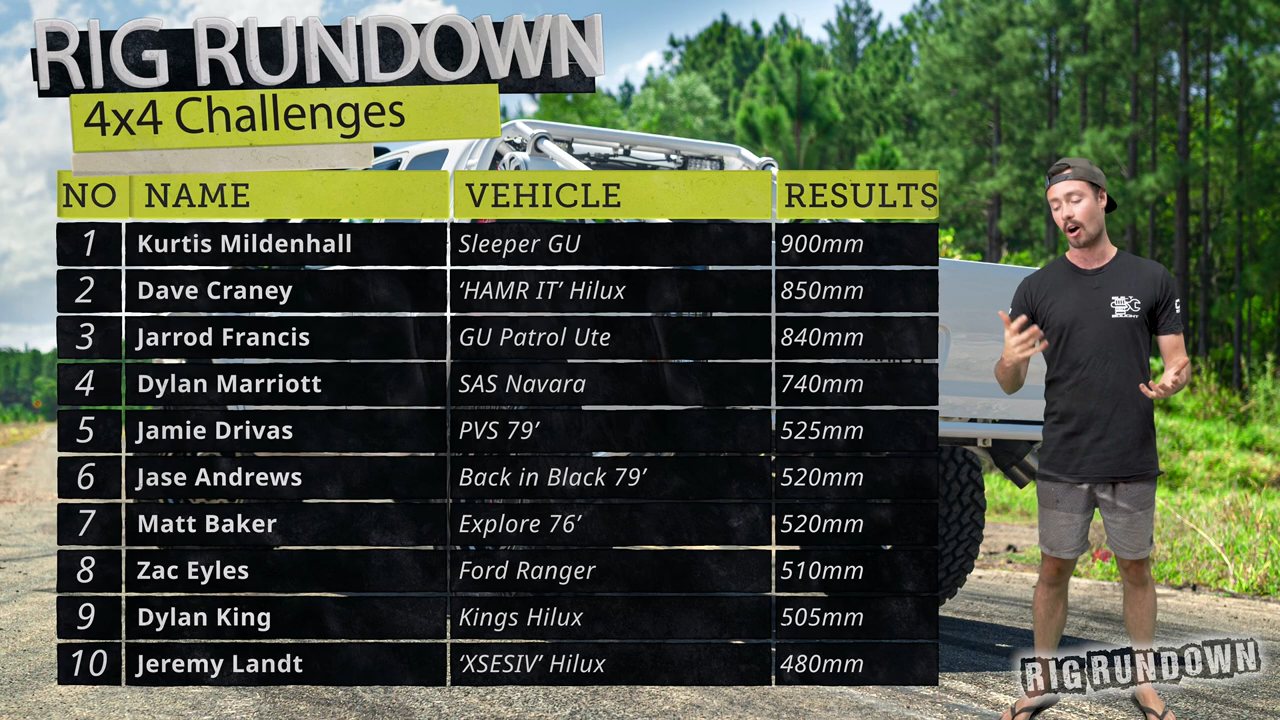 RIG RUNDOWN
4x4 Challenges
NO NAME VEHICLE RESULTS
1 Kurtis Mildenhall Sleeper GU 900mm
2 Dave Craney ‘HAMR IT’ Hilux 850mm
3 Jarrod Francis GU Patrol Ute 840mm
4 Dylan Marriott SAS Navara 740mm
5 Jamie Drivas PVS 79’ 525mm
6 Jase Andrews Back in Black 79’ 520mm
7 Matt Baker Explore 76’ 520mm
8 Zac Eyles Ford Ranger 510mm
9 Dylan King Kings Hilux 505mm
10 Jeremy Landt ‘XSESIV’ Hilux 480mm
RIG RUNDOWN